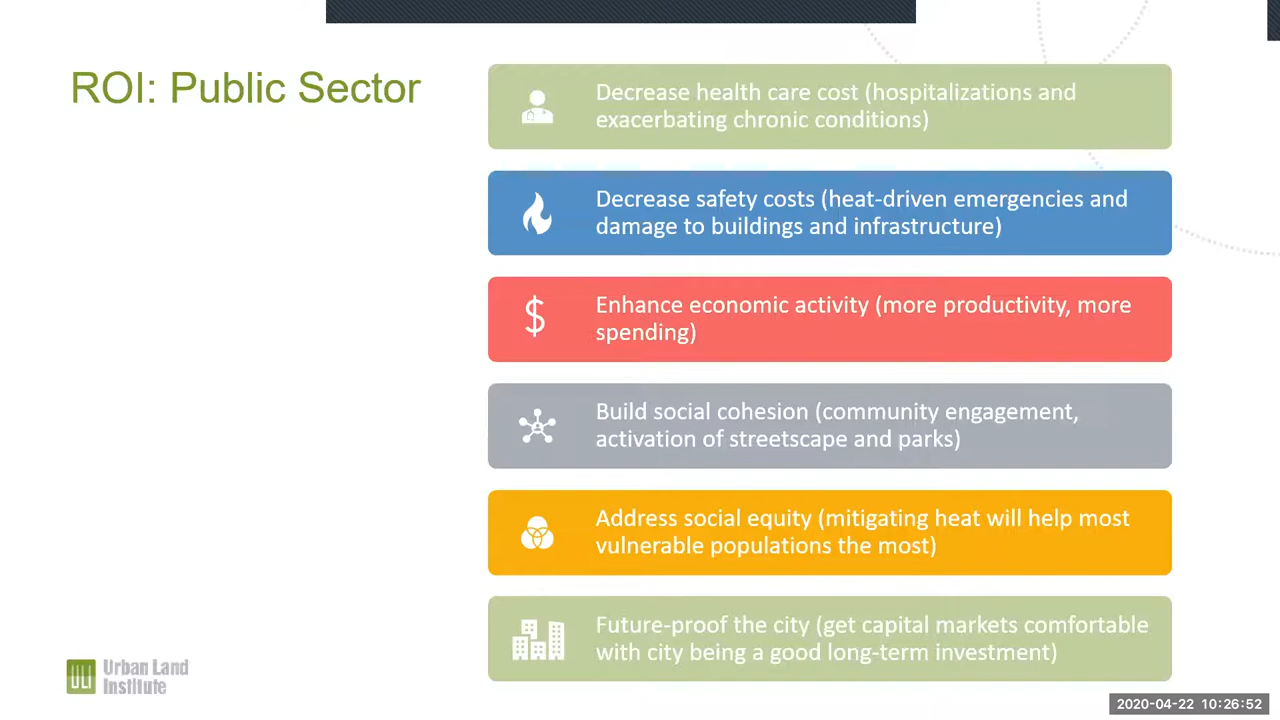 ROI: Public Sector
Decrease health care cost (hospitalizations and
exacerbating chronic conditions)
Decrease safety costs (heat-driven emergencies and
damage to buildings and infrastructure)
$
Enhance economic activity (more productivity, more
spending)
Build social cohesion (community engagement,
activation of streetscape and parks)
Address social equity (mitigating heat will help most
vulnerable populations the most)
Future-proof the city (get capital markets comfortable
with city being a good long-term investment)
ULI
Urban Land
Institute
2020-04-22 10:26:52